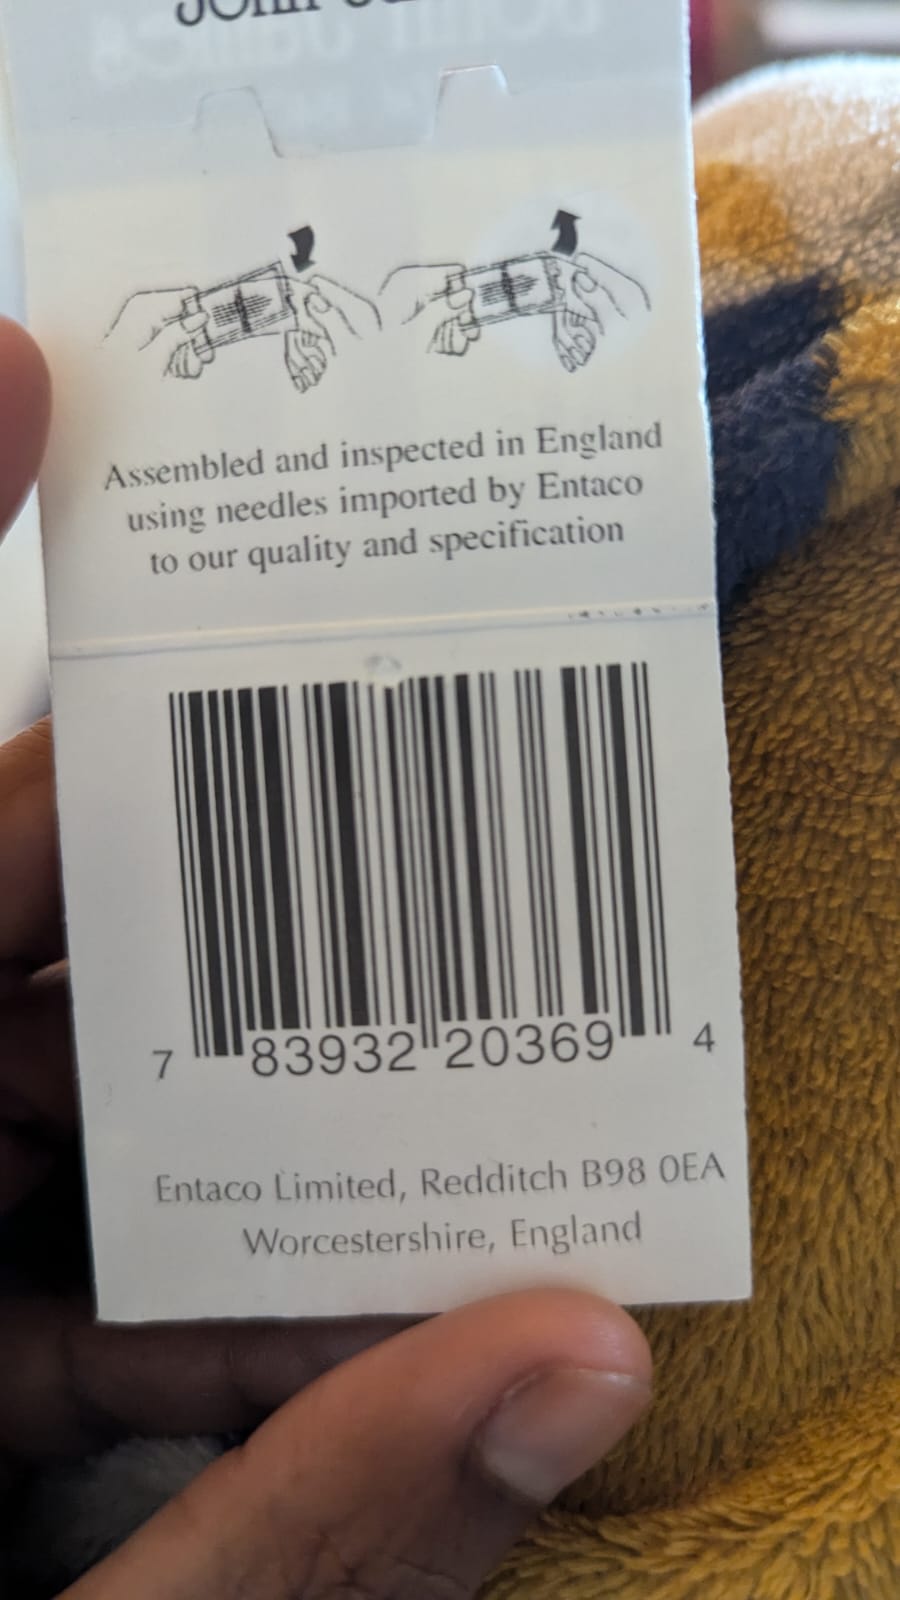 John
Assembled and inspected in England
using needles imported by Entaco
to our quality and specification
7 83932 20369 4
Entaco Limited, Redditch B98 0EA
Worcestershire, England